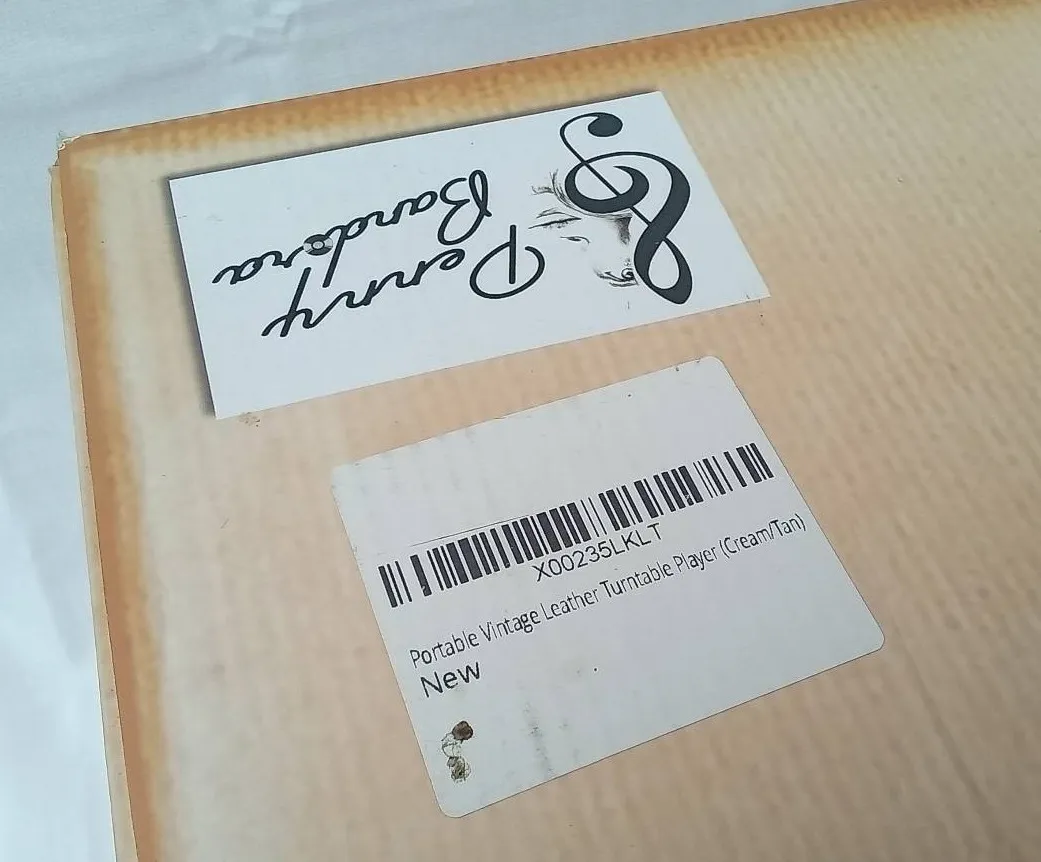 Penny
Bandora
X00235LKLT
Portable Vintage Leather Turntable Player (Cream/Tan)
New